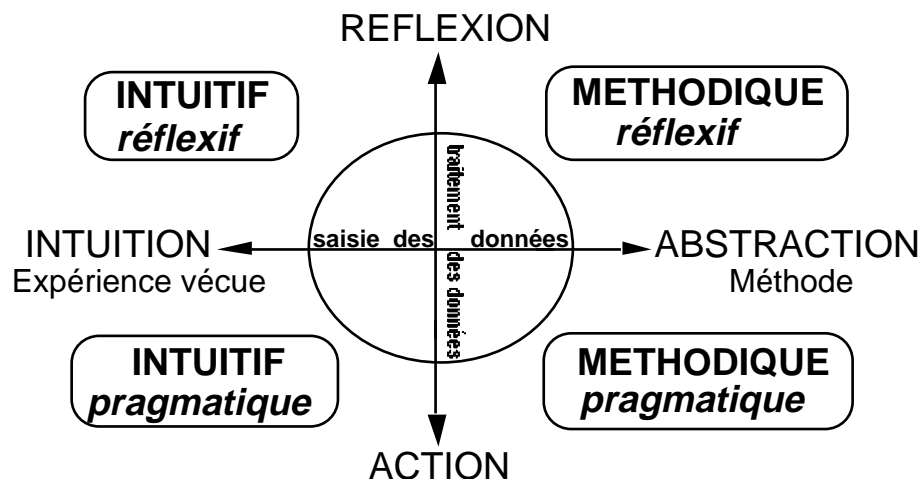 REFLEXION
INTUITIF
réflexif
METHODIQUE
réflexif
traitement des données
saisie des données
INTUITION
Expérience vécue
ABSTRACTION
Méthode
INTUITIF
pragmatique
METHODIQUE
pragmatique
ACTION